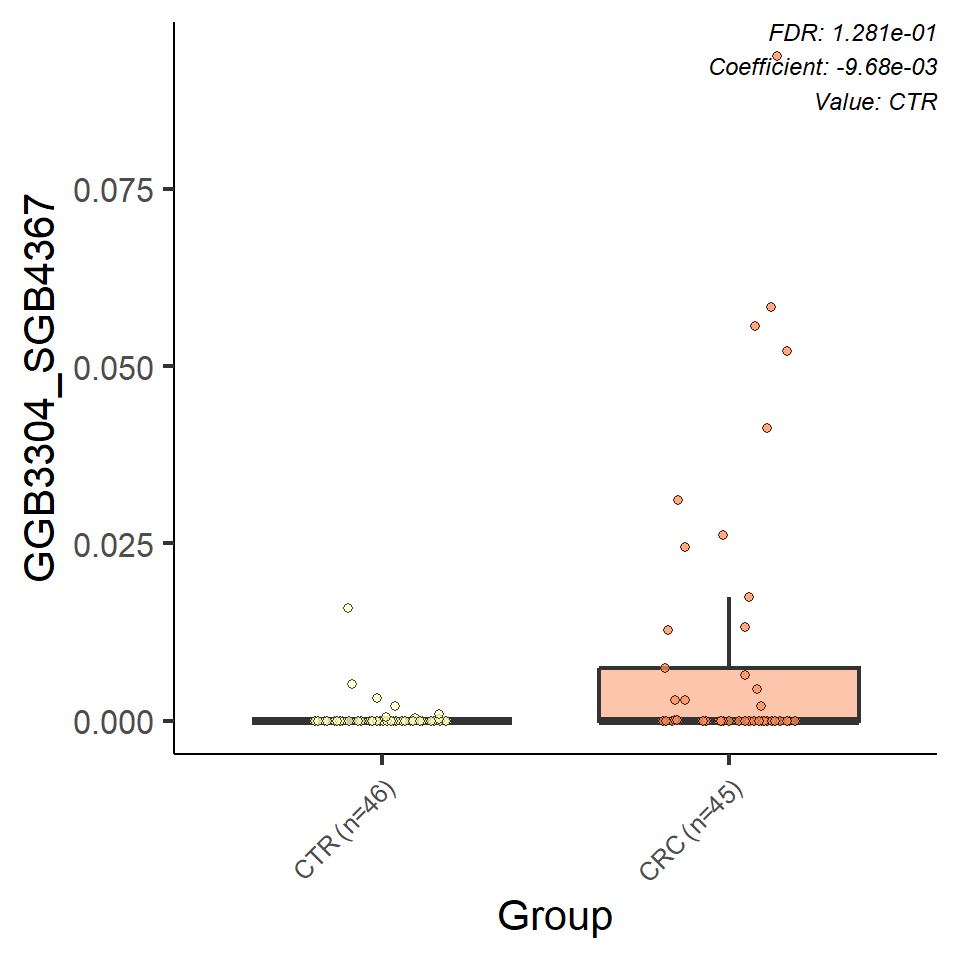 FDR: 1.281e-01
Coefficient: -9.68e-03
Value: CTR
GGB3304_SGB4367
0.075
0.050
0.025
0.000
CTR (n=46)
CRC (n=45)
Group